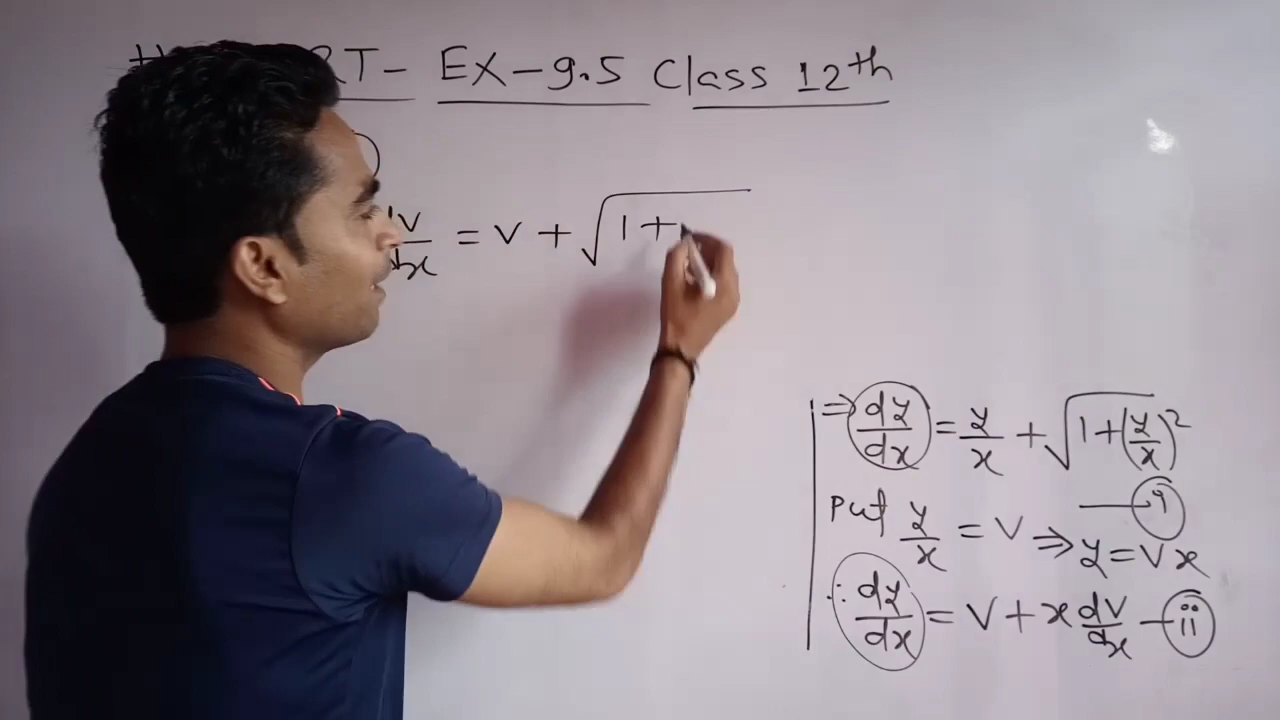 RT- EX-9.5 Class 12th
)
dv/dx = v + √1+
⇒ dy/dx = y/x + √1+(y/x)²
— (i)
Put y/x = v ⇒ y = vx
∴ dy/dx = v + x dv/dx — (ii)